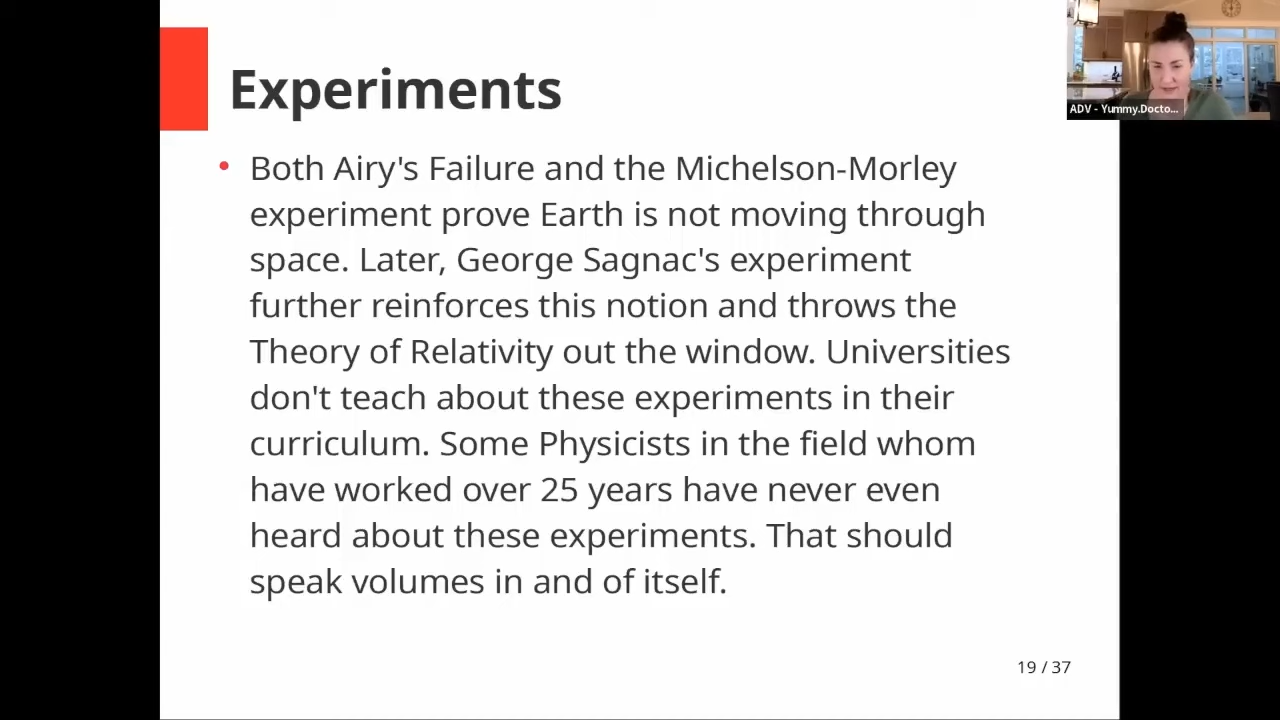 Experiments
• Both Airy's Failure and the Michelson-Morley
experiment prove Earth is not moving through
space. Later, George Sagnac's experiment
further reinforces this notion and throws the
Theory of Relativity out the window. Universities
don't teach about these experiments in their
curriculum. Some Physicists in the field whom
have worked over 25 years have never even
heard about these experiments. That should
speak volumes in and of itself.
19 / 37
ADV - Yummy.Docto...